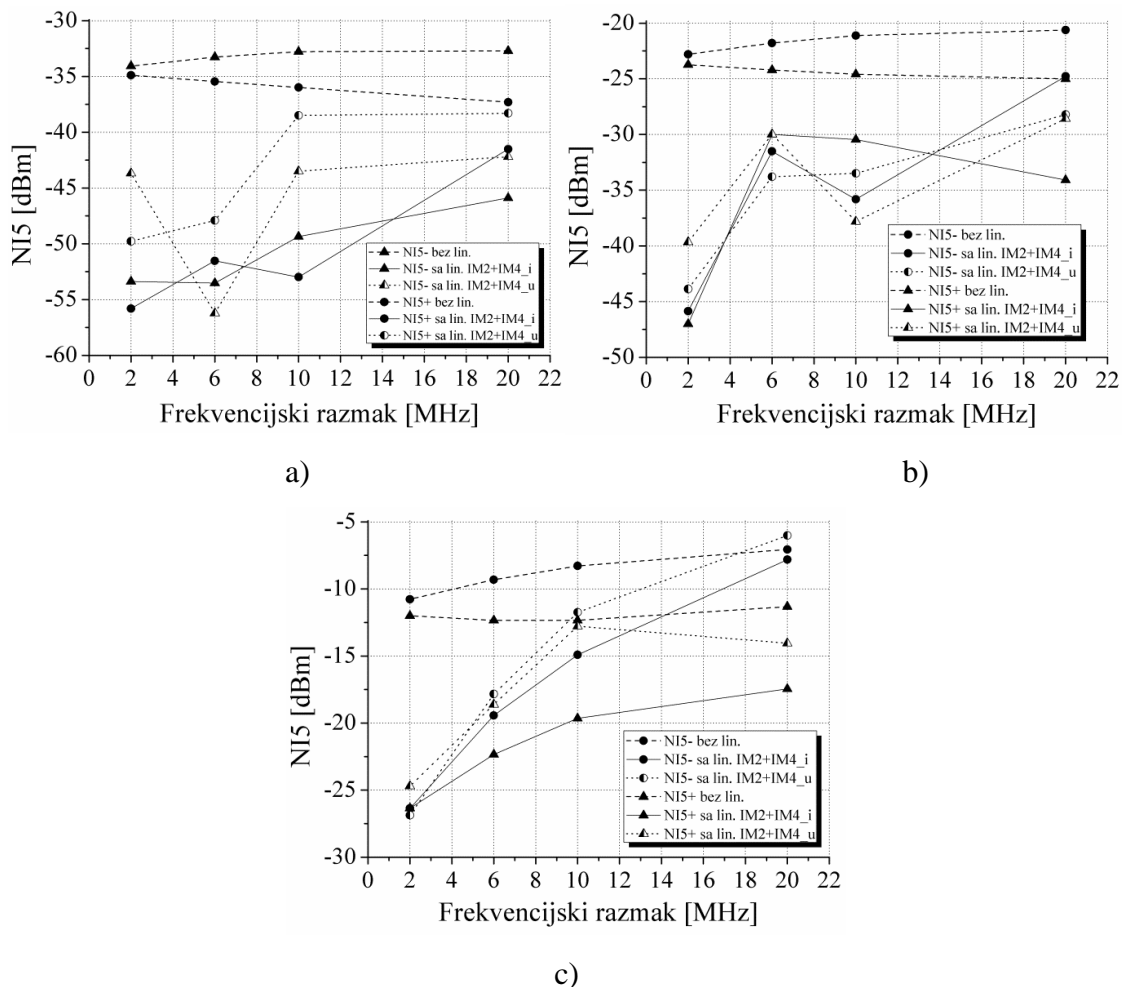 -30
-35
-40
-45
-50
-55
-60
NI5 [dBm]
NI5- bez lin.
NI5- sa lin. IM2+IM4_i
NI5- sa lin. IM2+IM4_u
NI5+ bez lin.
NI5+ sa lin. IM2+IM4_i
NI5+ sa lin. IM2+IM4_u
0 2 4 6 8 10 12 14 16 18 20 22
Frekvencijski razmak [MHz]
a)
-20
-25
-30
-35
-40
-45
-50
NI5 [dBm]
NI5- bez lin.
NI5- sa lin. IM2+IM4_i
NI5- sa lin. IM2+IM4_u
NI5+ bez lin.
NI5+ sa lin. IM2+IM4_i
NI5+ sa lin. IM2+IM4_u
0 2 4 6 8 10 12 14 16 18 20 22
Frekvencijski razmak [MHz]
b)
-5
-10
-15
-20
-25
-30
NI5 [dBm]
NI5- bez lin.
NI5- sa lin. IM2+IM4_i
NI5- sa lin. IM2+IM4_u
NI5+ bez lin.
NI5+ sa lin. IM2+IM4_i
NI5+ sa lin. IM2+IM4_u
0 2 4 6 8 10 12 14 16 18 20 22
Frekvencijski razmak [MHz]
c)